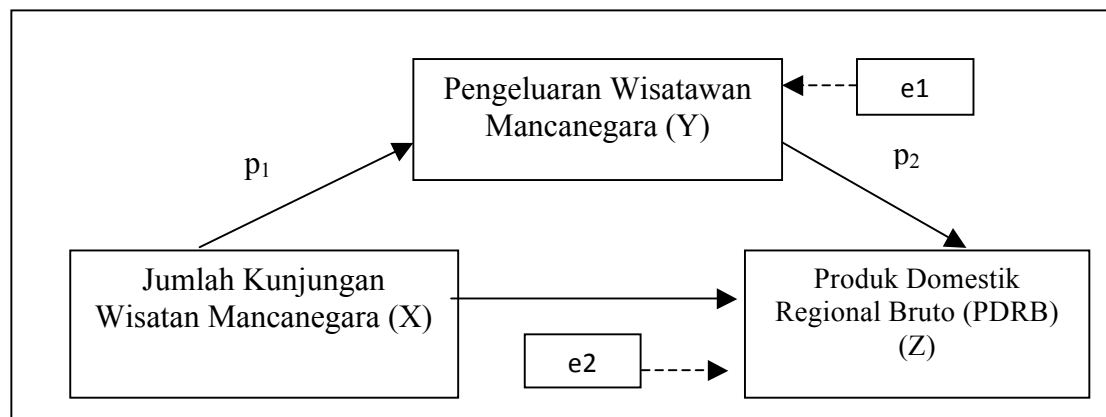 Pengeluaran Wisatawan
Mancanegara (Y)
e1
p₁
p₂
Jumlah Kunjungan
Wisatan Mancanegara (X)
Produk Domestik
Regional Bruto (PDRB)
(Z)
e2